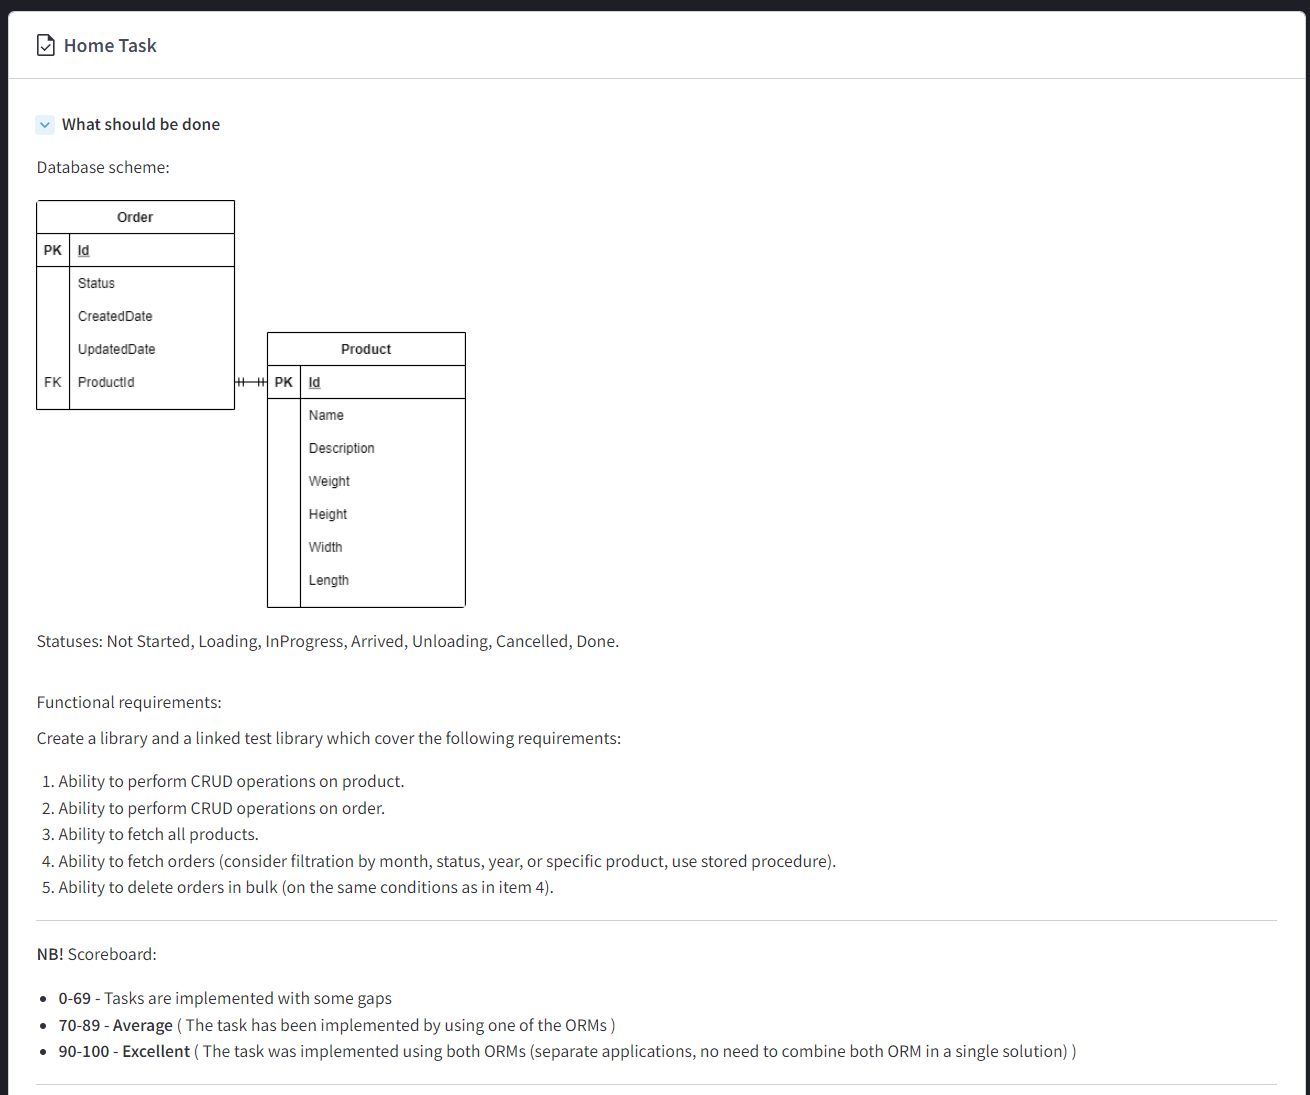 Home Task
What should be done
Database scheme:
Order
PK Id
Status
CreatedDate
UpdatedDate
FK ProductId
Product
PK Id
Name
Description
Weight
Height
Width
Length
Statuses: Not Started, Loading, InProgress, Arrived, Unloading, Cancelled, Done.
Functional requirements:
Create a library and a linked test library which cover the following requirements:
1. Ability to perform CRUD operations on product.
2. Ability to perform CRUD operations on order.
3. Ability to fetch all products.
4. Ability to fetch orders (consider filtration by month, status, year, or specific product, use stored procedure).
5. Ability to delete orders in bulk (on the same conditions as in item 4).
NB! Scoreboard:
• 0-69 - Tasks are implemented with some gaps
• 70-89 - Average ( The task has been implemented by using one of the ORMs )
• 90-100 - Excellent ( The task was implemented using both ORMs (separate applications, no need to combine both ORM in a single solution) )